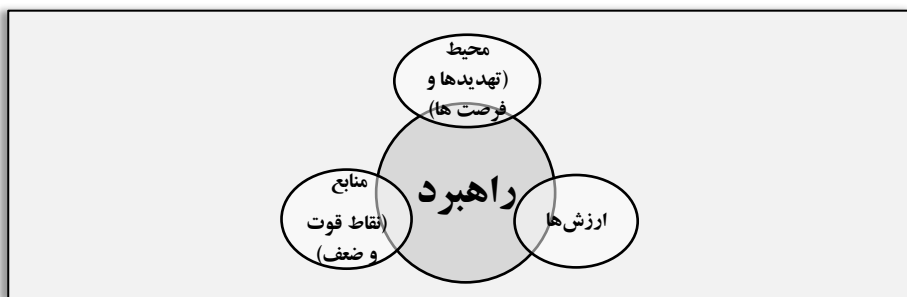 محیط
(تهدیدها و
فرصت ها)
راهبرد
ارزش‌ها
منابع
(نقاط قوت
و ضعف)